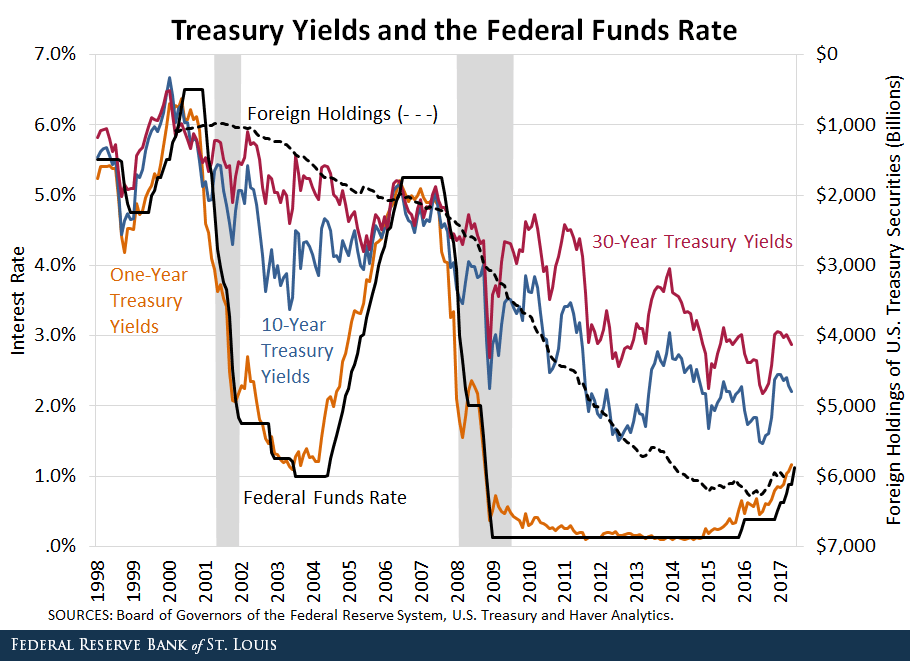 Treasury Yields and the Federal Funds Rate
7.0%
6.0%
5.0%
4.0%
3.0%
2.0%
1.0%
.0%
Interest Rate
$0
$1,000
$2,000
$3,000
$4,000
$5,000
$6,000
$7,000
Foreign Holdings of U.S. Treasury Securities (Billions)
Foreign Holdings (- - -)
30-Year Treasury Yields
One-Year
Treasury
Yields
10-Year
Treasury
Yields
Federal Funds Rate
1998
1999
2000
2001
2002
2003
2004
2005
2006
2007
2008
2009
2010
2011
2012
2013
2014
2015
2016
2017
SOURCES: Board of Governors of the Federal Reserve System, U.S. Treasury and Haver Analytics.
FEDERAL RESERVE BANK of ST. LOUIS